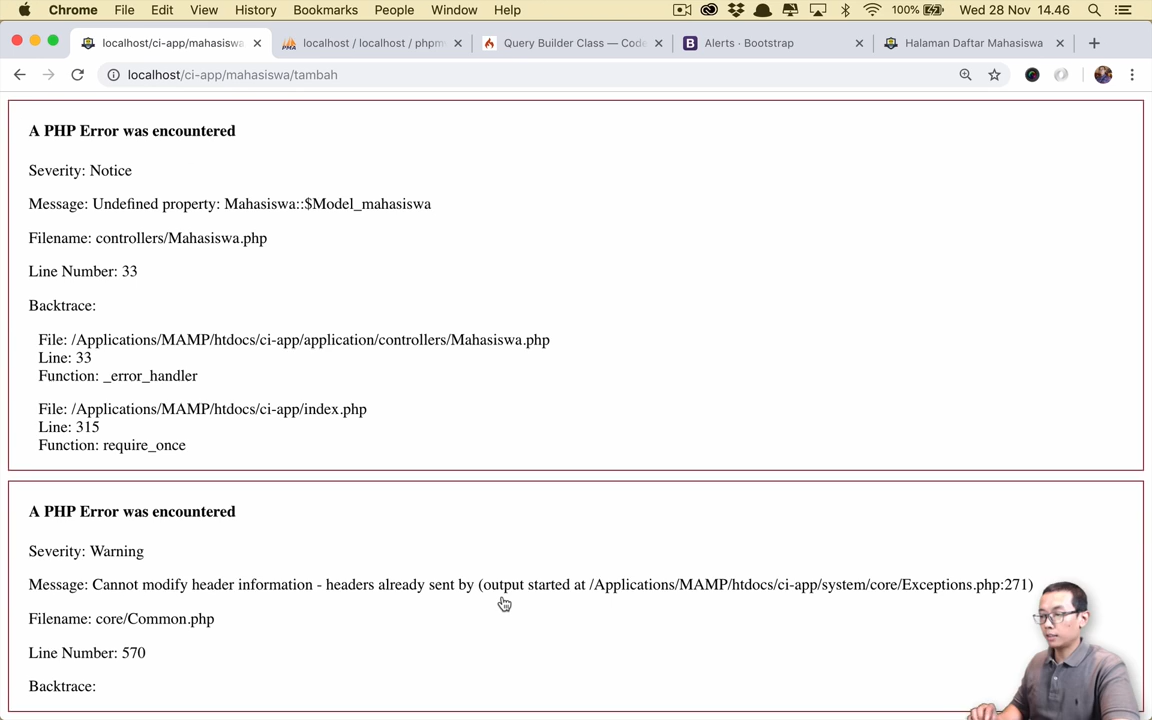 Chrome File Edit View History Bookmarks People Window Help 100% Wed 28 Nov 14.46
localhost/ci-app/mahasiswa localhost / localhost / phpm Query Builder Class — Code Alerts · Bootstrap Halaman Daftar Mahasiswa
localhost/ci-app/mahasiswa/tambah
A PHP Error was encountered
Severity: Notice
Message: Undefined property: Mahasiswa::$Model_mahasiswa
Filename: controllers/Mahasiswa.php
Line Number: 33
Backtrace:
File: /Applications/MAMP/htdocs/ci-app/application/controllers/Mahasiswa.php
Line: 33
Function: _error_handler
File: /Applications/MAMP/htdocs/ci-app/index.php
Line: 315
Function: require_once
A PHP Error was encountered
Severity: Warning
Message: Cannot modify header information - headers already sent by (output started at /Applications/MAMP/htdocs/ci-app/system/core/Exceptions.php:271)
Filename: core/Common.php
Line Number: 570
Backtrace: